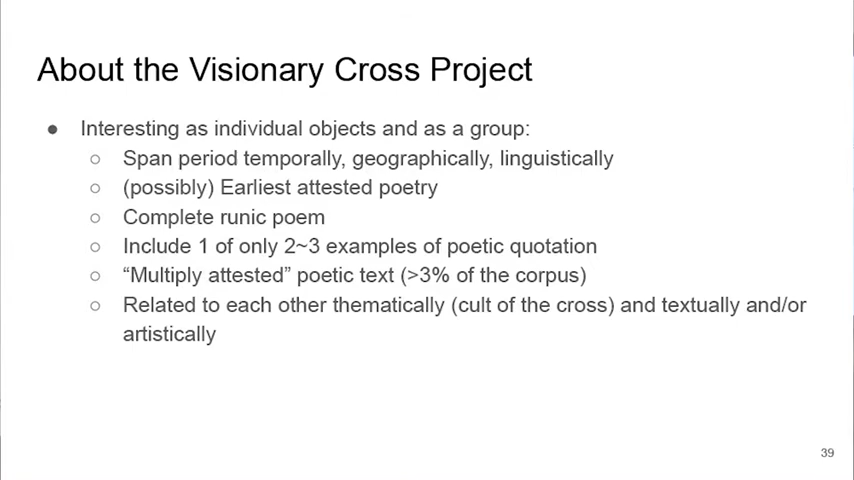 About the Visionary Cross Project
● Interesting as individual objects and as a group:
○ Span period temporally, geographically, linguistically
○ (possibly) Earliest attested poetry
○ Complete runic poem
○ Include 1 of only 2~3 examples of poetic quotation
○ “Multiply attested” poetic text (>3% of the corpus)
○ Related to each other thematically (cult of the cross) and textually and/or
artistically
39